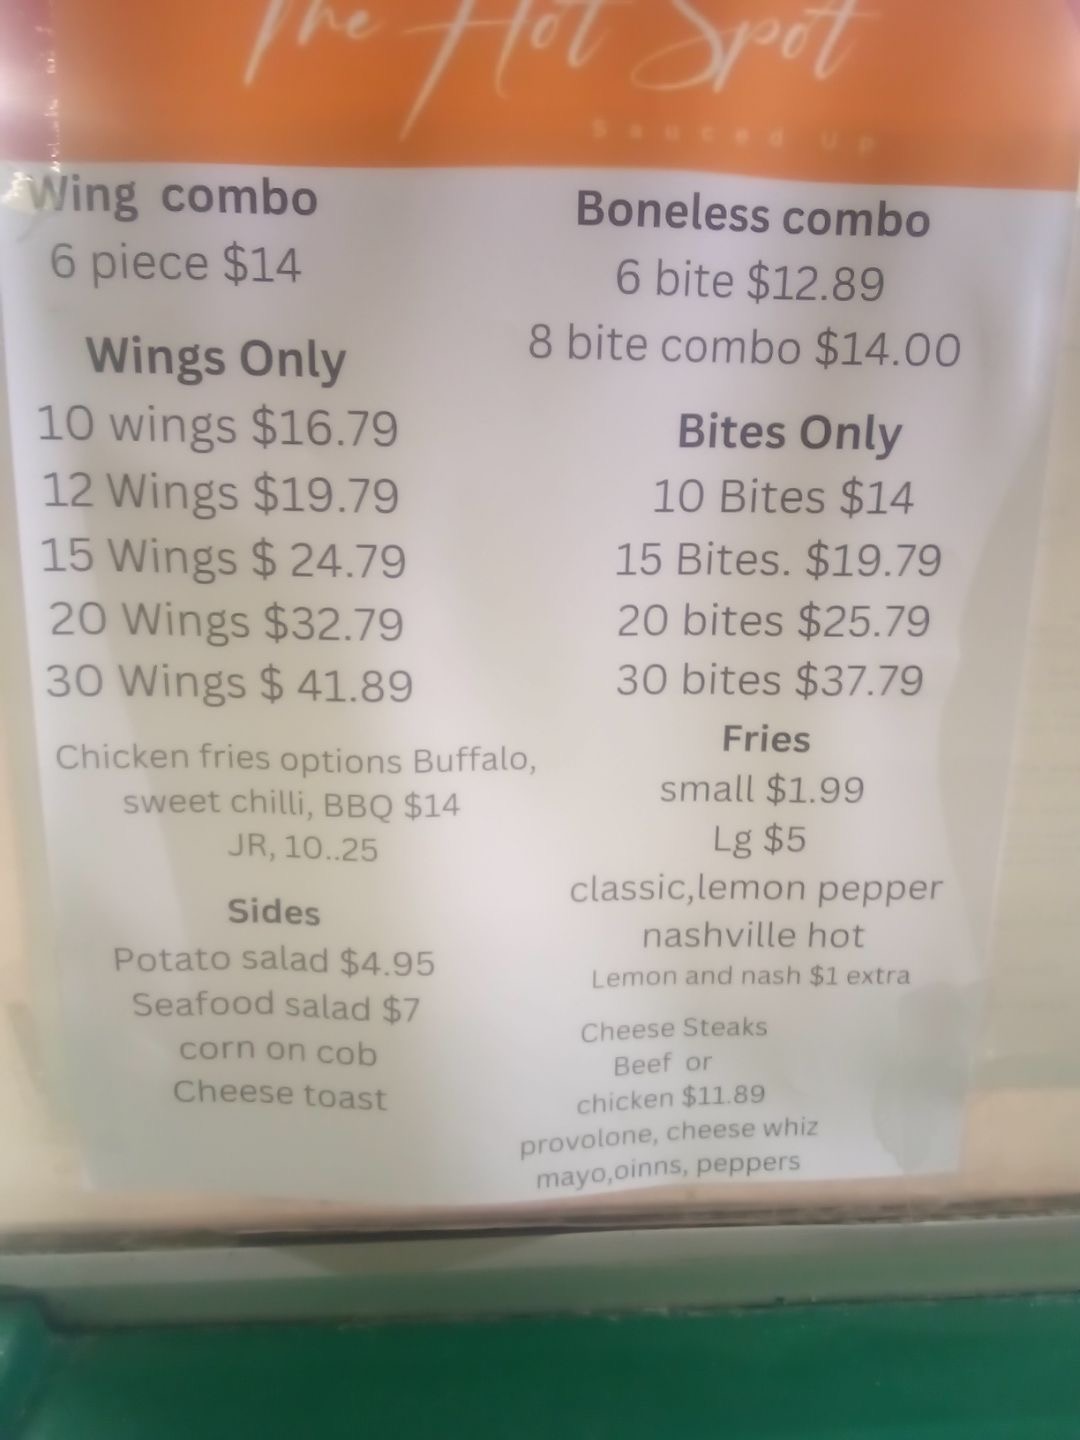 The Hot Spot
Sauced Up
Wing combo
6 piece $14
Wings Only
10 wings $16.79
12 Wings $19.79
15 Wings $ 24.79
20 Wings $32.79
30 Wings $ 41.89
Chicken fries options Buffalo,
sweet chilli, BBQ $14
JR, 10..25
Sides
Potato salad $4.95
Seafood salad $7
corn on cob
Cheese toast
Boneless combo
6 bite $12.89
8 bite combo $14.00
Bites Only
10 Bites $14
15 Bites. $19.79
20 bites $25.79
30 bites $37.79
Fries
small $1.99
Lg $5
classic,lemon pepper
nashville hot
Lemon and nash $1 extra
Cheese Steaks
Beef or
chicken $11.89
provolone, cheese whiz
mayo,oinns, peppers